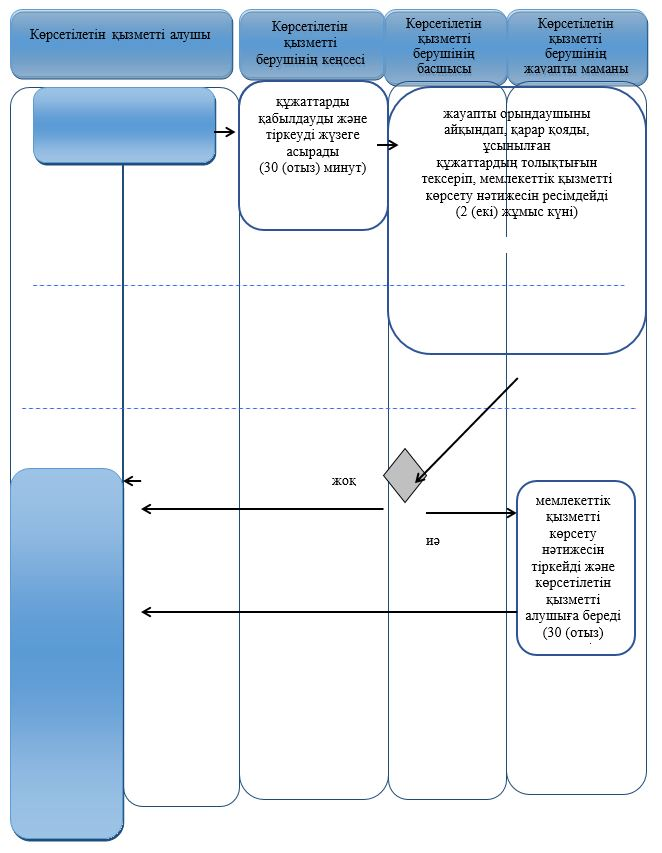 Көрсетілетін қызметті алушы
Көрсетілетін
қызметті
берушінің кеңсесі
Көрсетілетін
қызметті
берушінің
басшысы
Көрсетілетін
қызметті
берушінің
жауапты маманы
құжаттарды
қабылдауды және
тіркеуді жүзеге
асырады
(30 (отыз) минут)
жауапты орындаушыны
айқындап, қарар қояды,
ұсынылған
құжаттардың толықтығын
тексеріп, мемлекеттік қызметті
көрсету нәтижесін ресімдейді
(2 (екі) жұмыс күні)
жоқ
иә
мемлекеттік
қызметті
көрсету
нәтижесін
тіркейді және
көрсетілетін
қызметті
алушыға береді
(30 (отыз)